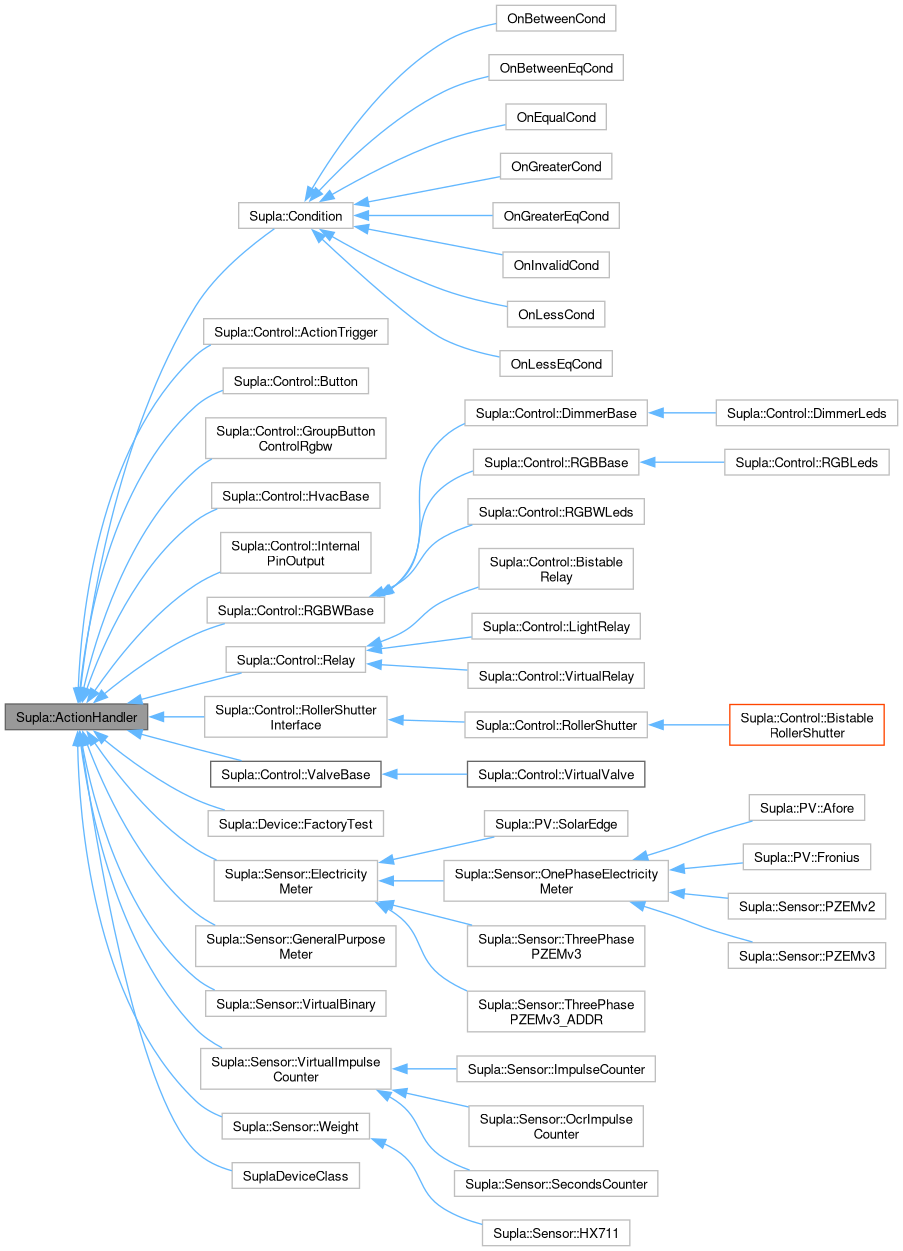 OnBetweenCond
OnBetweenEqCond
OnEqualCond
OnGreaterCond
Supla::Condition
OnGreaterEqCond
OnInvalidCond
OnLessCond
OnLessEqCond
Supla::Control::ActionTrigger
Supla::Control::Button
Supla::Control::GroupButton
ControlRgbw
Supla::Control::DimmerBase
Supla::Control::DimmerLeds
Supla::Control::RGBBase
Supla::Control::RGBLeds
Supla::Control::HvacBase
Supla::Control::RGBWLeds
Supla::Control::Internal
PinOutput
Supla::Control::Bistable
Relay
Supla::Control::RGBWBase
Supla::Control::LightRelay
Supla::Control::Relay
Supla::Control::VirtualRelay
Supla::ActionHandler
Supla::Control::RollerShutter
Interface
Supla::Control::RollerShutter
Supla::Control::Bistable
RollerShutter
Supla::Control::ValveBase
Supla::Control::VirtualValve
Supla::Device::FactoryTest
Supla::PV::SolarEdge
Supla::PV::Afore
Supla::Sensor::Electricity
Meter
Supla::Sensor::OnePhaseElectricity
Meter
Supla::PV::Fronius
Supla::Sensor::PZEMv2
Supla::Sensor::GeneralPurpose
Meter
Supla::Sensor::ThreePhase
PZEMv3
Supla::Sensor::PZEMv3
Supla::Sensor::VirtualBinary
Supla::Sensor::ThreePhase
PZEMv3_ADDR
Supla::Sensor::VirtualImpulse
Counter
Supla::Sensor::ImpulseCounter
Supla::Sensor::OcrImpulse
Counter
Supla::Sensor::Weight
SuplaDeviceClass
Supla::Sensor::SecondsCounter
Supla::Sensor::HX711